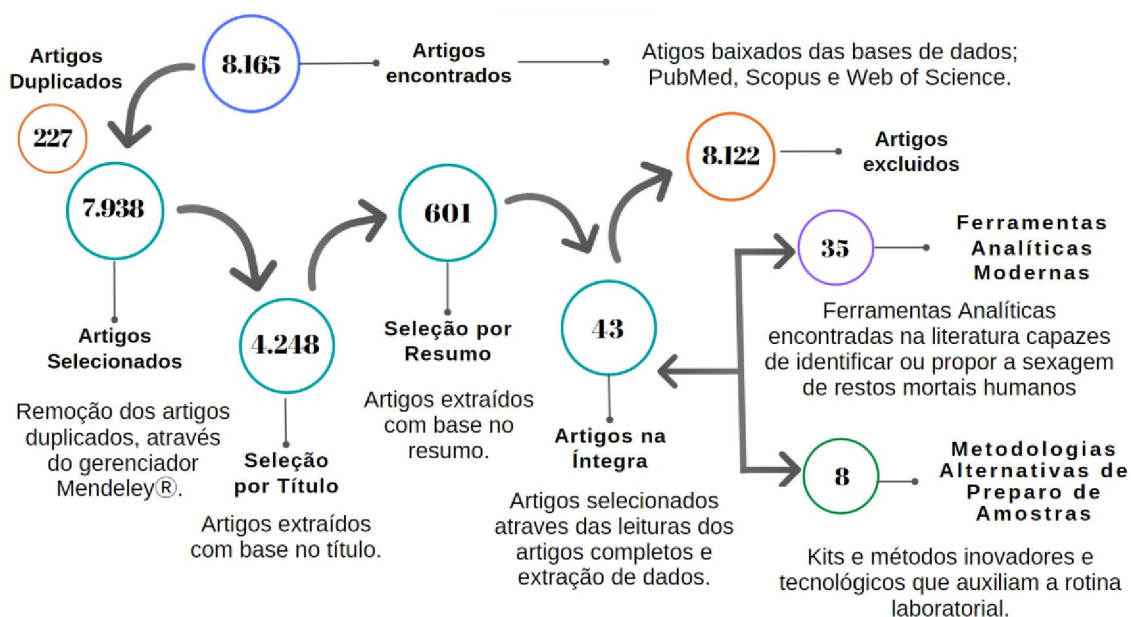 Artigos
Duplicados
227
8.165
Artigos
encontrados
Atigos baixados das bases de dados;
PubMed, Scopus e Web of Science.
7.938
Artigos
Selecionados
Remoção dos artigos
duplicados, através
do gerenciador
Mendeley®.
4.248
Seleção
por Título
Artigos extraídos
com base no título.
601
Seleção por
Resumo
Artigos extraídos
com base no
resumo.
43
Artigos na
Íntegra
Artigos selecionados
atraves das leituras dos
artigos completos e
extração de dados.
8.122
Artigos
excluidos
35
Ferramentas
Analíticas
Modernas
Ferramentas Analíticas
encontradas na literatura capazes
de identificar ou propor a sexagem
de restos mortais humanos
8
Metodologias
Alternativas de
Preparo de
Amostras
Kits e métodos inovadores e
tecnológicos que auxiliam a rotina
laboratorial.